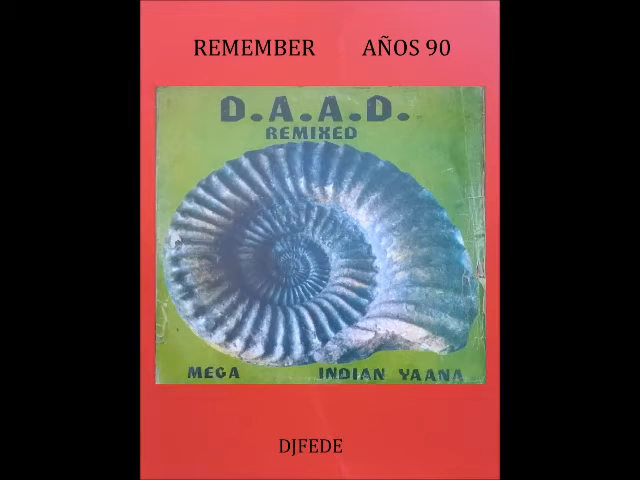 REMEMBER AÑOS 90
D.A.A.D.
REMIXED
MEGA INDIAN YAANA
DJFEDE